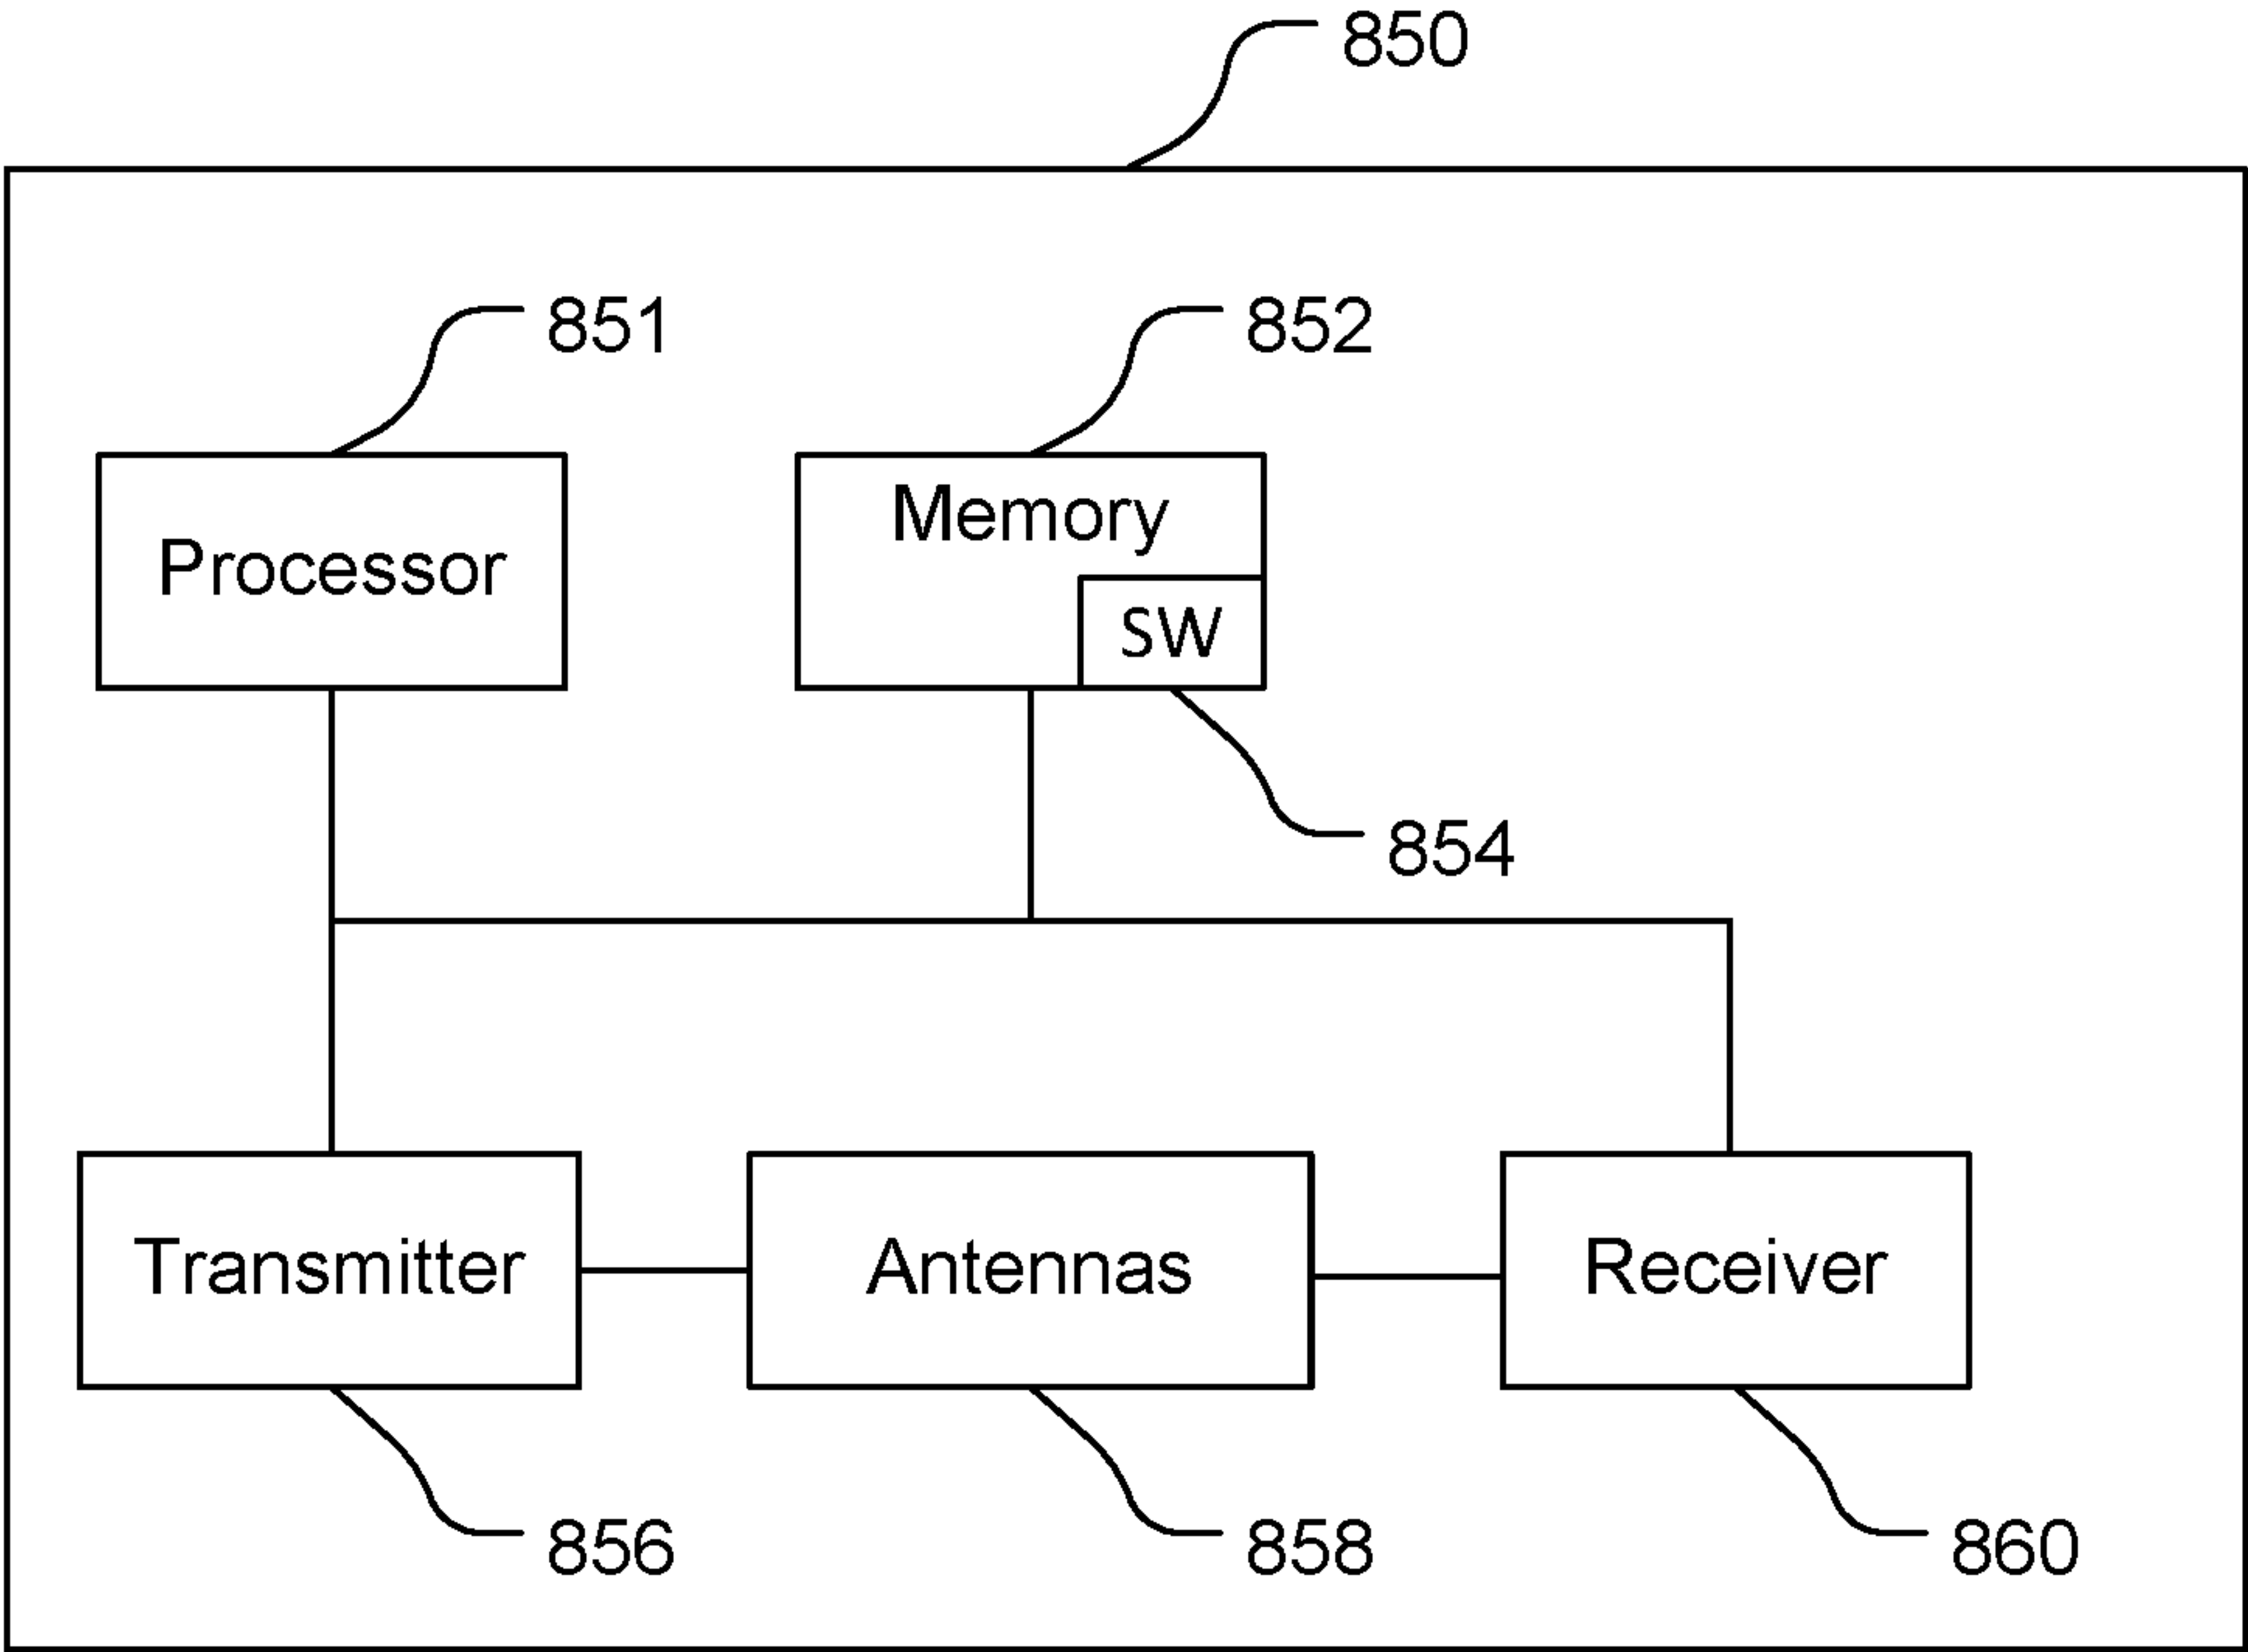 850
851
852
Processor
Memory
SW
854
Transmitter
Antennas
Receiver
856
858
860